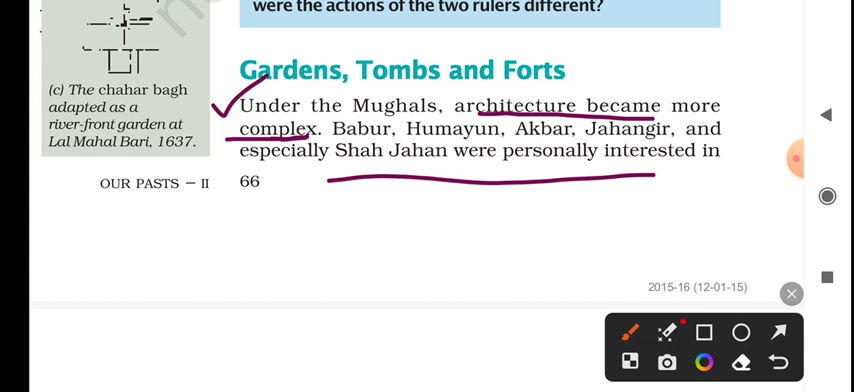 were the actions of the two rulers different?
Gardens, Tombs and Forts
(c) The chahar bagh
adapted as a
river-front garden at
Lal Mahal Bari, 1637.
Under the Mughals, architecture became more
complex. Babur, Humayun, Akbar, Jahangir, and
especially Shah Jahan were personally interested in
OUR PASTS – II
66
2015-16 (12-01-15)